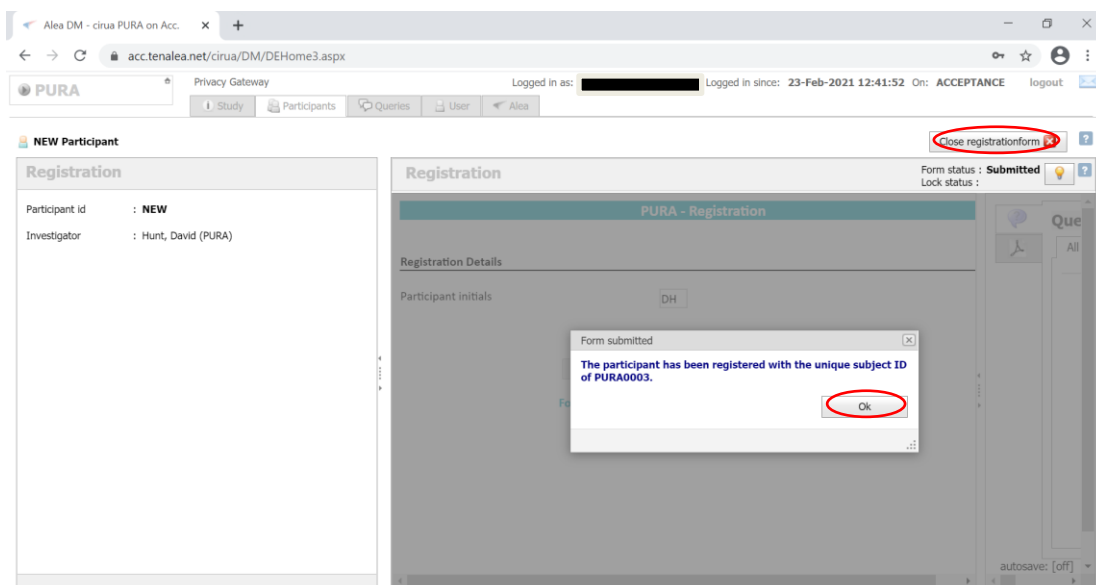 Alea DM - cirua PURA on Acc.
acc.tenalea.net/cirua/DM/DEHome3.aspx
PURA
Privacy Gateway
Logged in as:
Logged in since: 23-Feb-2021 12:41:52 On: ACCEPTANCE
logout
Study
Participants
Queries
User
Alea
NEW Participant
Close registrationform
Registration
Registration
Form status : Submitted
Lock status :
Participant id : NEW
Investigator : Hunt, David (PURA)
PURA - Registration
Que
All
Registration Details
Participant initials
DH
Form submitted
The participant has been registered with the unique subject ID
of PURA0003.
Fo
Ok
autosave: [off]